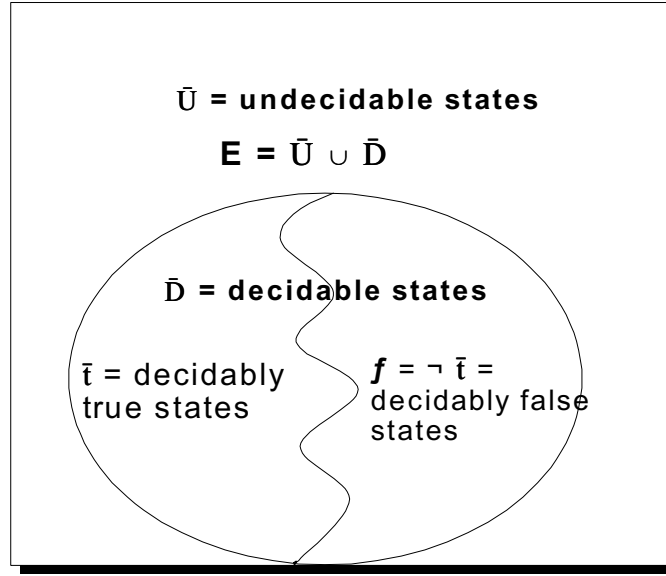 Ū = undecidable states
E = Ū ∪ D̄
D̄ = decidable states
t̄ = decidably
true states
ƒ = ¬ t̄ =
decidably false
states